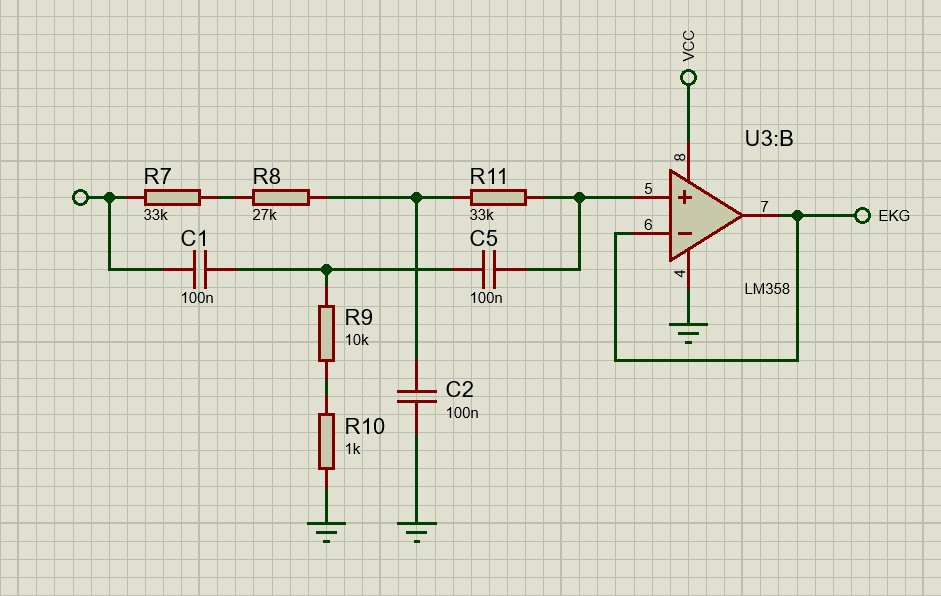 VCC
U3:B
8
R7
R8
R11
33k
27k
33k
5
+
7
EKG
6
−
C1
C5
100n
100n
4
LM358
R9
10k
C2
100n
R10
1k